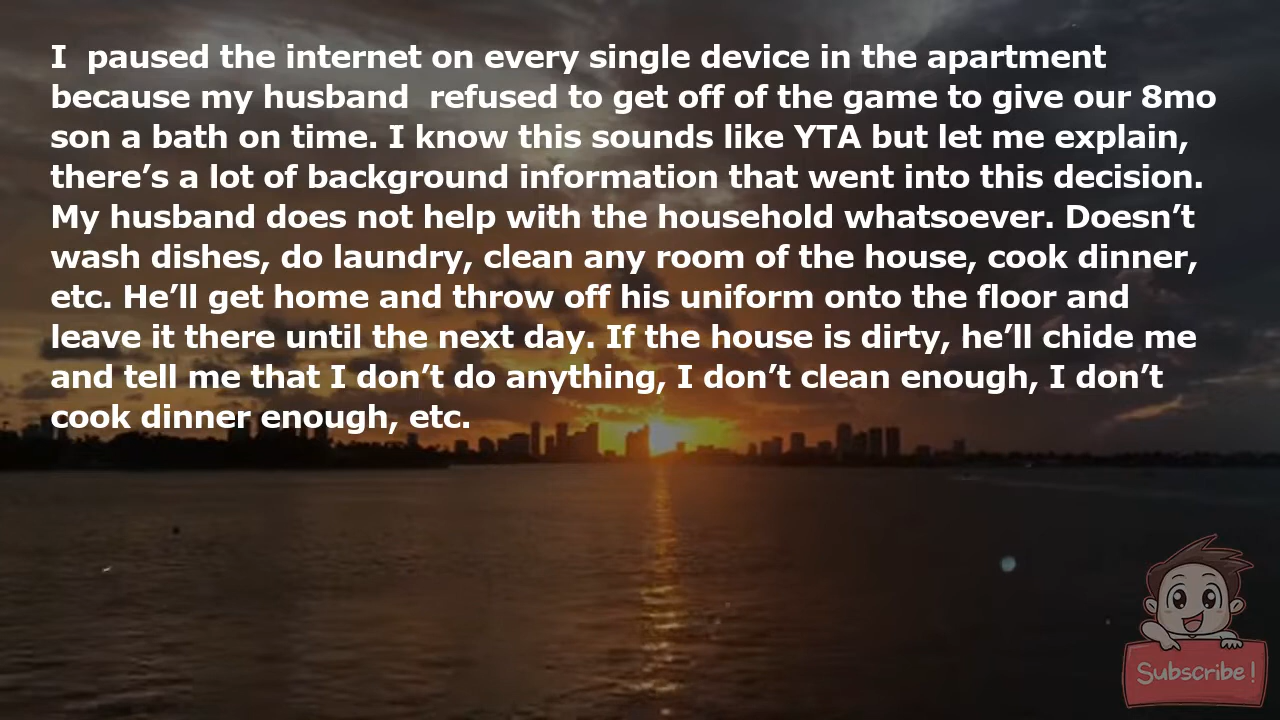 I  paused the internet on every single device in the apartment
because my husband  refused to get off of the game to give our 8mo
son a bath on time. I know this sounds like YTA but let me explain,
there’s a lot of background information that went into this decision.
My husband does not help with the household whatsoever. Doesn’t
wash dishes, do laundry, clean any room of the house, cook dinner,
etc. He’ll get home and throw off his uniform onto the floor and
leave it there until the next day. If the house is dirty, he’ll chide me
and tell me that I don’t do anything, I don’t clean enough, I don’t
cook dinner enough, etc.
Subscribe!